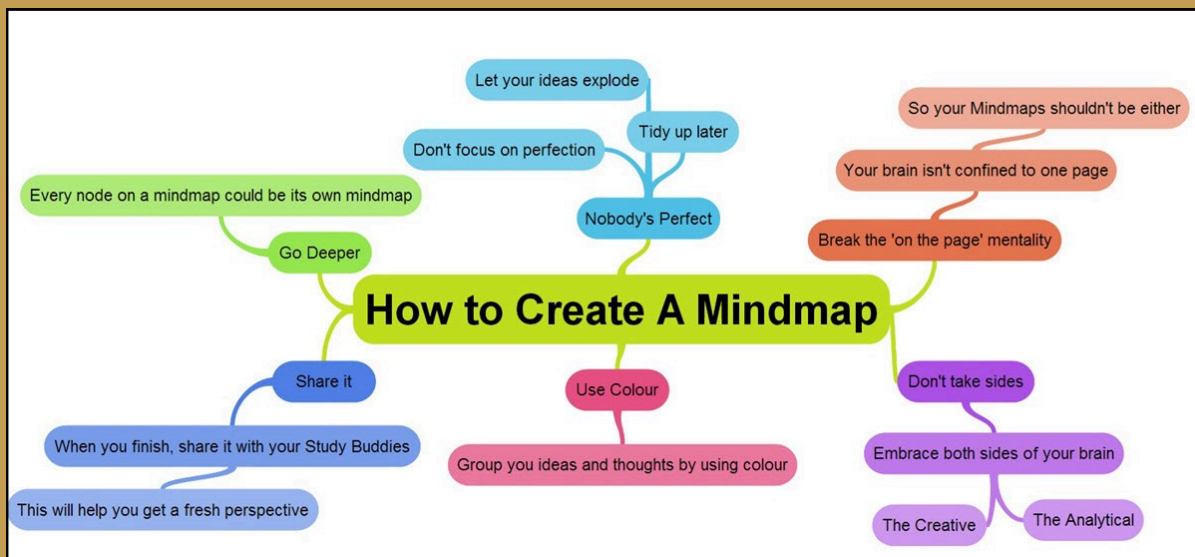 Let your ideas explode
Tidy up later
Don't focus on perfection
Nobody's Perfect
So your Mindmaps shouldn't be either
Your brain isn't confined to one page
Break the 'on the page' mentality
Every node on a mindmap could be its own mindmap
Go Deeper
How to Create A Mindmap
Share it
When you finish, share it with your Study Buddies
This will help you get a fresh perspective
Use Colour
Group you ideas and thoughts by using colour
Don't take sides
Embrace both sides of your brain
The Creative
The Analytical